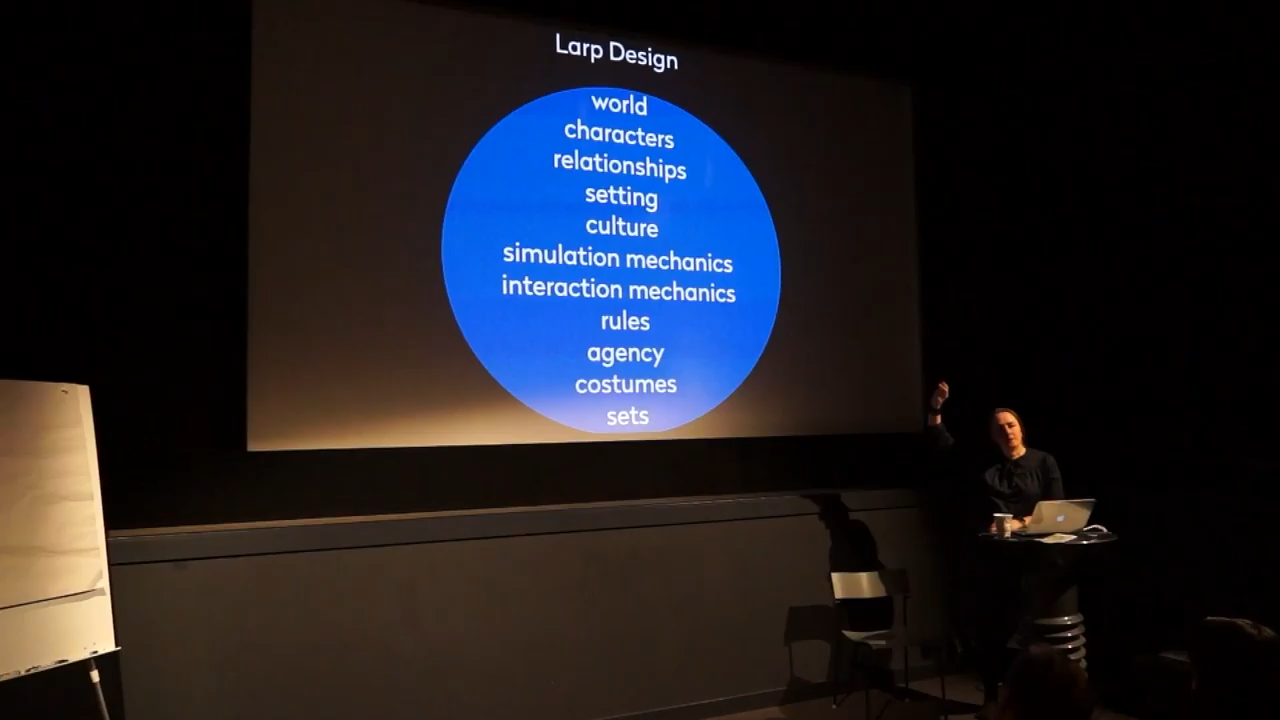 Larp Design
world
characters
relationships
setting
culture
simulation mechanics
interaction mechanics
rules
agency
costumes
sets